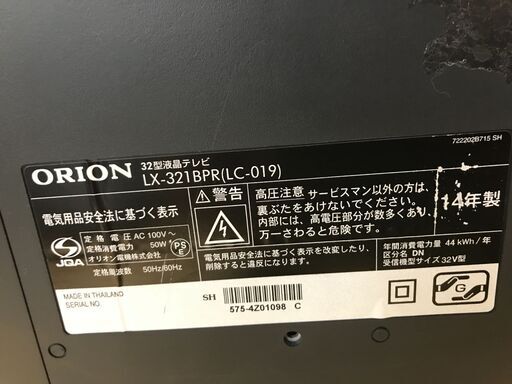 722202B715 SH
ORION
32型液晶テレビ
LX-321BPR(LC-019)
電気用品安全法に基づく表示
JQA
定格電圧 AC100V~
定格消費電力 50W
オリオン電機株式会社
定格周波数 50Hz/60Hz
PS
E
警告
高圧注意 サービスマン以外の方は、
裏ぶたをあけないでください。
内部には、高電圧部分が数多くあり、
万一さわると危険です。
電気用品安全法に基づく表示を改変したり、
削除すると違反になります。
14年製
年間消費電力量 44 kWh/年
区分名 DN
受信機型サイズ 32V型
MADE IN THAILAND
SERIAL NO.
SH
575-4Z01098 C
G